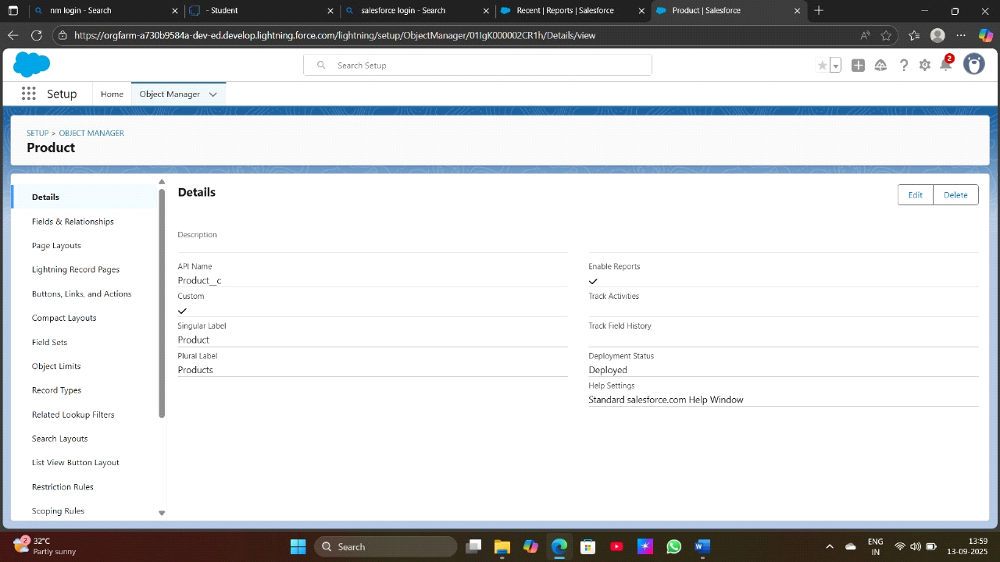 nm login - Search
- Student
salesforce login - Search
Recent | Reports | Salesforce
Product | Salesforce
https://orgfarm-a730b9584a-dev-ed.develop.lightning.force.com/lightning/setup/ObjectManager/01IgK000002CR1h/Details/view
Search Setup
2
Setup
Home
Object Manager
SETUP > OBJECT MANAGER
Product
Details
Fields & Relationships
Page Layouts
Lightning Record Pages
Buttons, Links, and Actions
Compact Layouts
Field Sets
Object Limits
Record Types
Related Lookup Filters
Search Layouts
List View Button Layout
Restriction Rules
Scoping Rules
Details
Edit
Delete
Description
API Name
Product__c
Custom
Singular Label
Product
Plural Label
Products
Enable Reports
Track Activities
Track Field History
Deployment Status
Deployed
Help Settings
Standard salesforce.com Help Window
2
32°C
Partly sunny
Search
ENG
IN
13:59
13-09-2025